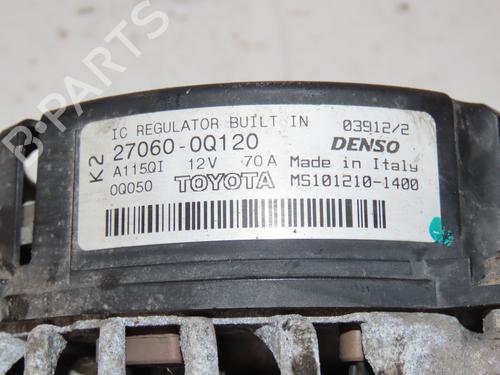 IC REGULATOR BUILT IN 03912/2
K2 27060-0Q120 DENSO
A115QI 12V 70A Made in Italy
0Q050 TOYOTA MS101210-1400
BPARTS